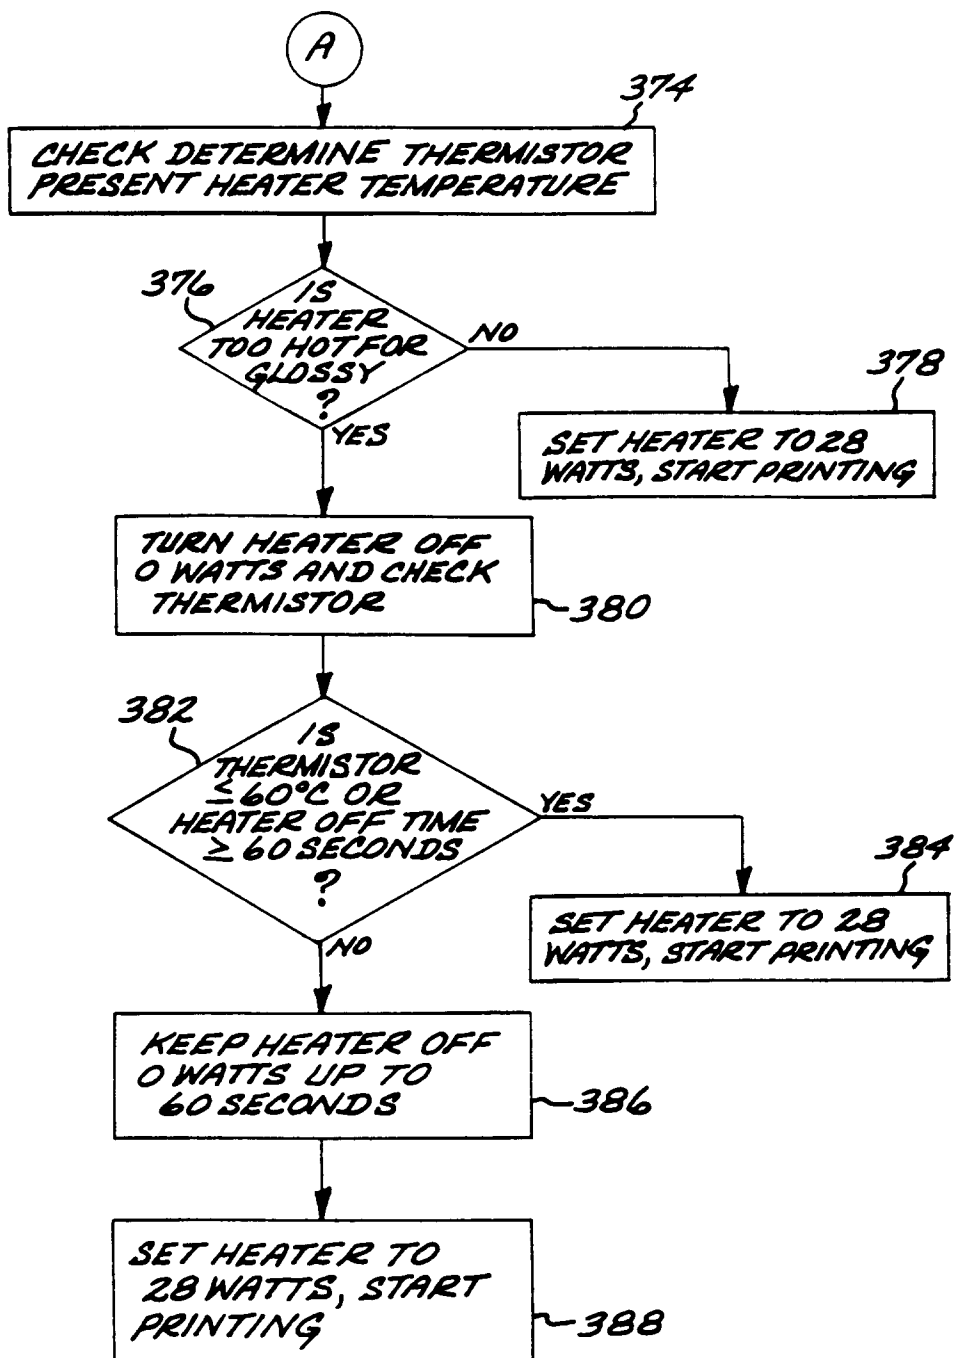 A
374
CHECK DETERMINE THERMISTOR
PRESENT HEATER TEMPERATURE
376
IS
HEATER
TOO HOT FOR
GLOSSY
?
NO
YES
378
SET HEATER TO 28
WATTS, START PRINTING
TURN HEATER OFF
0 WATTS AND CHECK
THERMISTOR
380
382
IS
THERMISTOR
≤60°C OR
HEATER OFF TIME
≥ 60 SECONDS
?
YES
NO
384
SET HEATER TO 28
WATTS, START PRINTING
KEEP HEATER OFF
0 WATTS UP TO
60 SECONDS
386
SET HEATER TO
28 WATTS, START
PRINTING
388